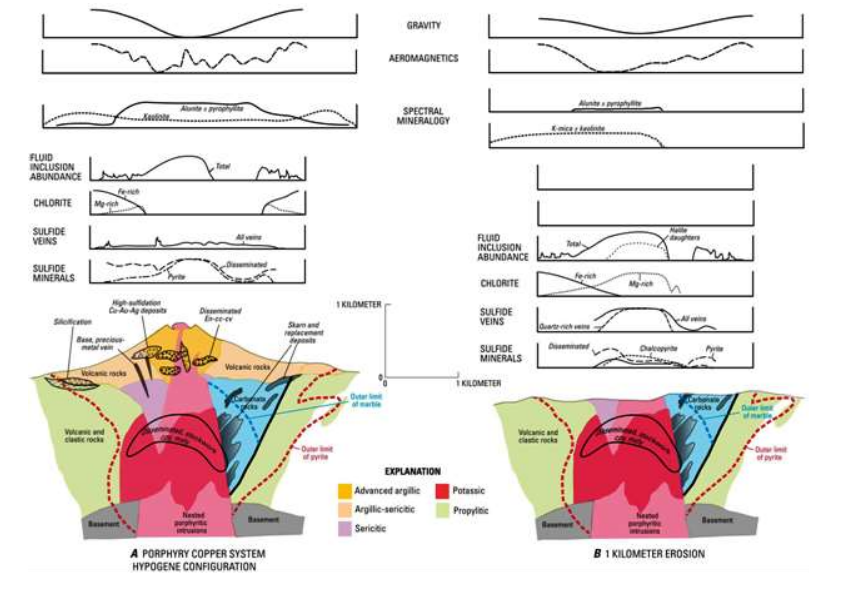 GRAVITY
AEROMAGNETICS
SPECTRAL
MINERALOGY
Alunite ± pyrophyllite
Kaolinite
Alunite ± pyrophyllite
K-mica ± kaolinite
FLUID
INCLUSION
ABUNDANCE
Total
CHLORITE
Fe-rich
Mg-rich
SULFIDE
VEINS
All veins
SULFIDE
MINERALS
Disseminated
Pyrite
FLUID
INCLUSION
ABUNDANCE
Total
Halite
daughters
CHLORITE
Fe-rich
Mg-rich
SULFIDE
VEINS
Quartz-rich veins
All veins
SULFIDE
MINERALS
Disseminated
Chalcopyrite
Pyrite
High-sulfidation
Cu-Au-Ag deposits
Disseminated
En-cc-cv
Silicification
Base, precious-
metal vein
Skarn and
replacement
deposits
Volcanic rocks
Volcanic rocks
Carbonate
rocks
Outer limit
of marble
Volcanic and
clastic rocks
Disseminated, stockwork
Outer limit
of pyrite
Basement
Nested
porphyritic
intrusions
Basement
1 KILOMETER
0
1 KILOMETER
EXPLANATION
Advanced argillic
Potassic
Argillic-sericitic
Propylitic
Sericitic
Carbonate
rocks
Outer limit
of marble
Volcanic and
clastic rocks
Disseminated, stockwork
Outer limit
of pyrite
Basement
Nested
porphyritic
intrusions
Basement
A PORPHYRY COPPER SYSTEM
HYPOGENE CONFIGURATION
B 1 KILOMETER EROSION